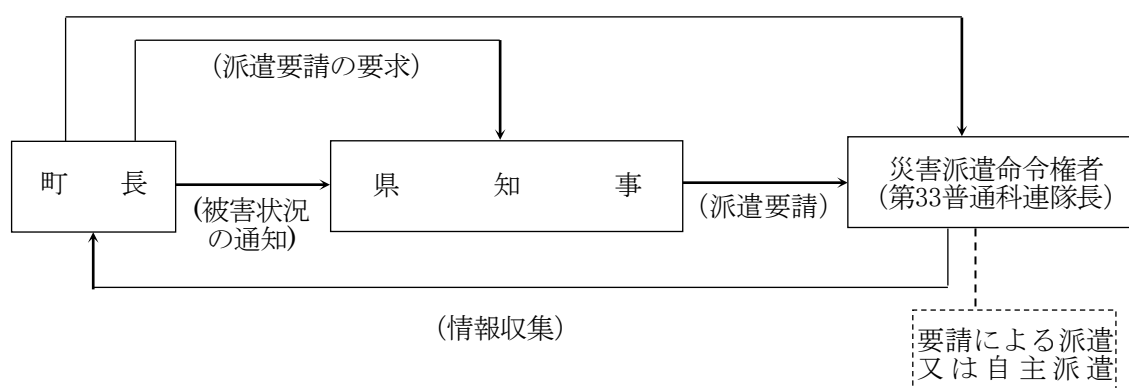 (派遣要請の要求)
町長
県知事
災害派遣命令権者
(第33普通科連隊長)
(被害状況
の通知)
(派遣要請)
(情報収集)
要請による派遣
又は自主派遣